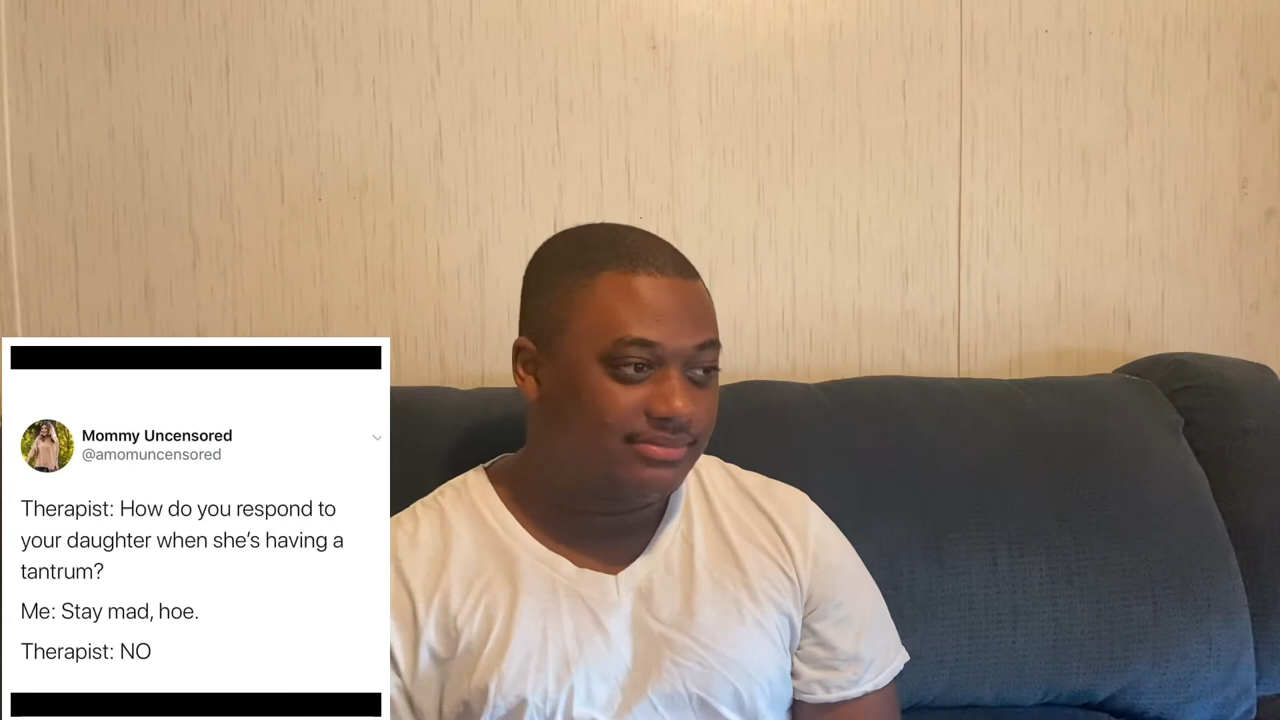 Mommy Uncensored
@amomuncensored
Therapist: How do you respond to
your daughter when she's having a
tantrum?
Me: Stay mad, hoe.
Therapist: NO